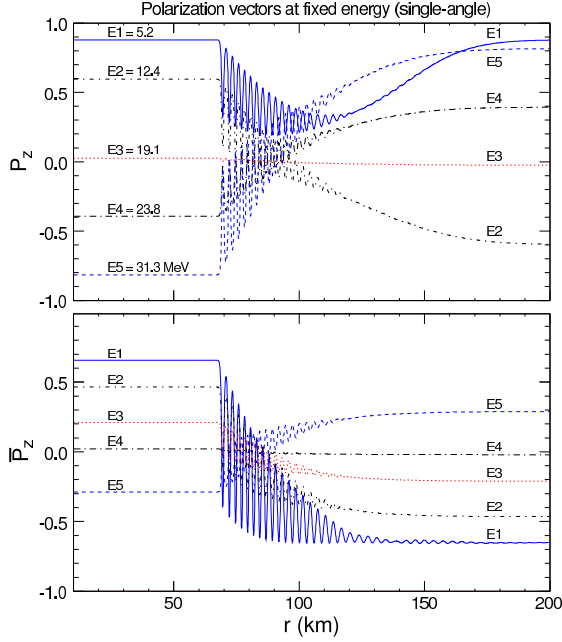 Polarization vectors at fixed energy (single-angle)
1.0
E1 = 5.2
E1
E5
E2 = 12.4
0.5
E4
P_z
E3 = 19.1
0.0
E3
E4 = 23.8
-0.5
E2
E5 = 31.3 MeV
-1.0
E1
E2
0.5
E5
E3
P̅_z
E4
0.0
E4
E3
E5
-0.5
E2
E1
-1.0
50 100 150 200
r (km)